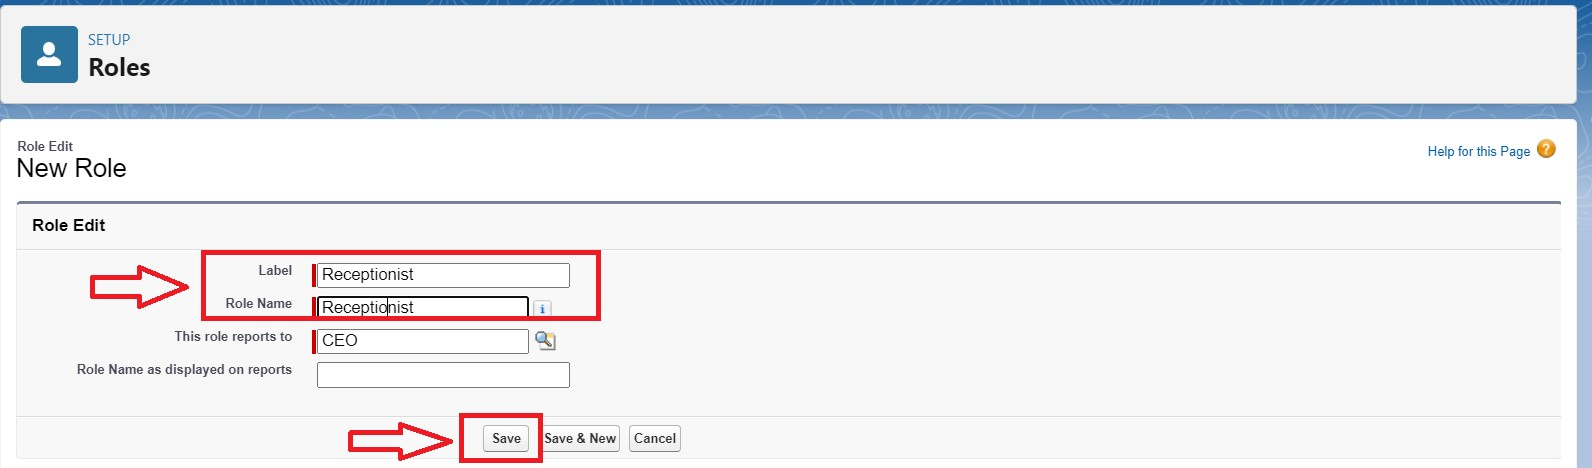 SETUP
Roles
Role Edit
New Role
Help for this Page ?
Role Edit
Label Receptionist
Role Name Receptionist i
This role reports to CEO
Role Name as displayed on reports
Save Save & New Cancel